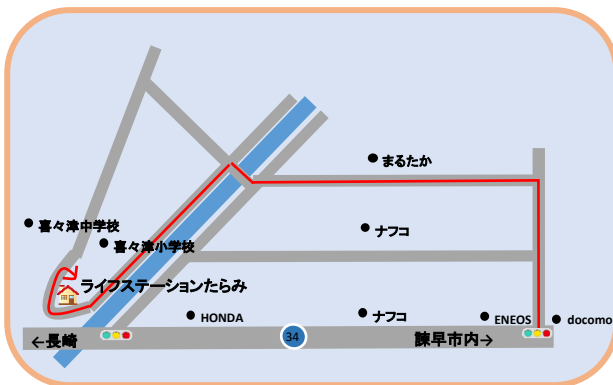 まるたか
喜々津中学校
ナフコ
喜々津小学校
ライフステーションたらみ
HONDA
ナフコ
ENEOS
docomo
←長崎
34
諫早市内→